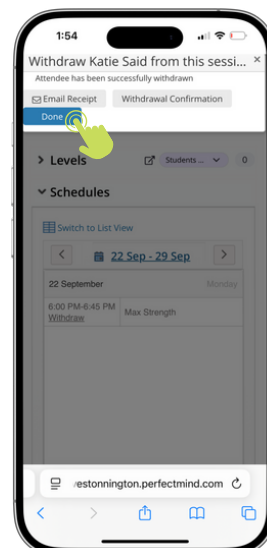 1:54
Withdraw Katie Said from this sessi... ×
Attendee has been successfully withdrawn
Email Receipt Withdrawal Confirmation
Done
Levels Students ... 0
Schedules
Switch to List View
22 Sep - 29 Sep
22 September Monday
6:00 PM-6:45 PM Max Strength
Withdraw
estonnington.perfectmind.com